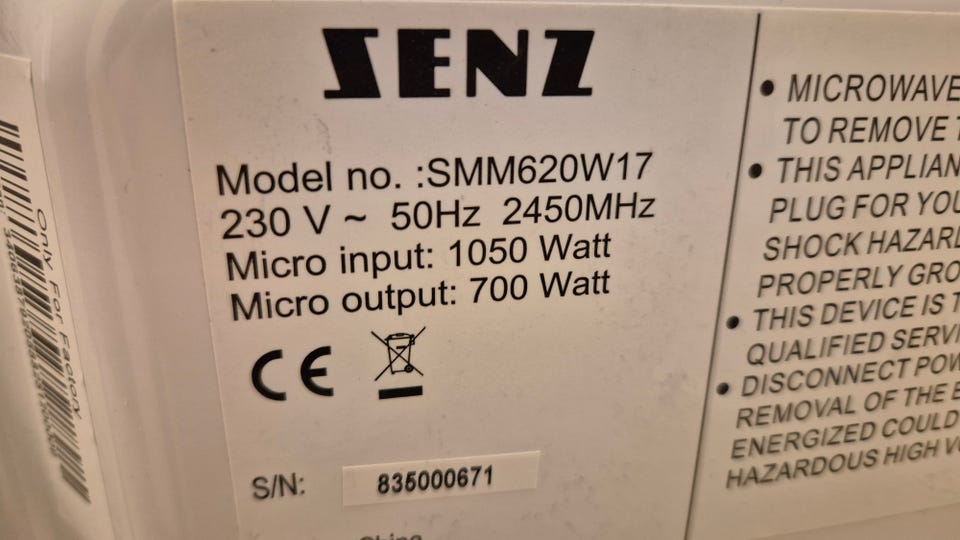 SENZ
Model no. :SMM620W17
230 V ~ 50Hz 2450MHz
Micro input: 1050 Watt
Micro output: 700 Watt
CE
S/N: 835000671
China
• MICROWAVE
TO REMOVE
• THIS APPLIAN
PLUG FOR YOU
SHOCK HAZARD
PROPERLY GRO
• THIS DEVICE IS T
QUALIFIED SERVI
• DISCONNECT POW
REMOVAL OF THE
ENERGIZED COULD
HAZARDOUS HIGH
Only For Factory